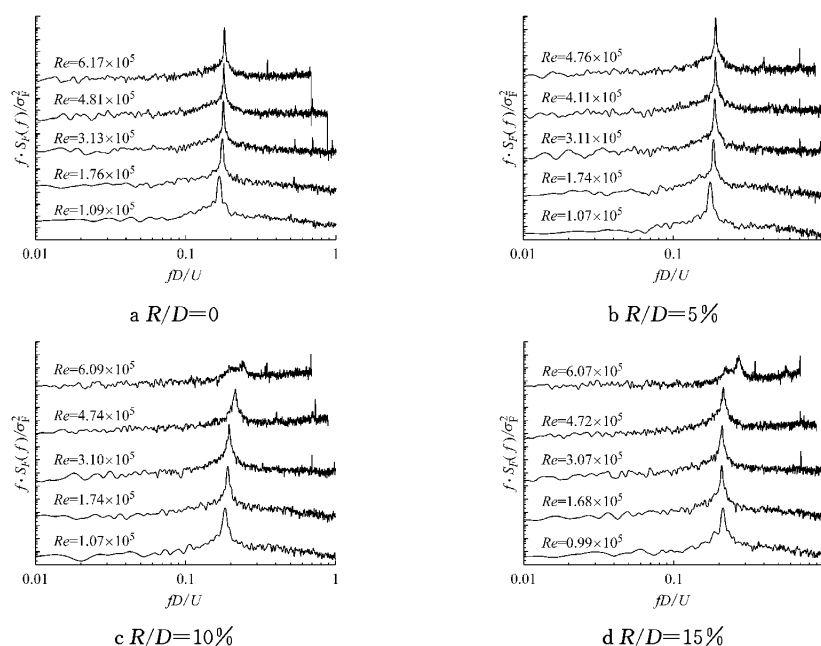 f·S_F(f)/σ_F^2
Re=6.17×10^5
Re=4.81×10^5
Re=3.13×10^5
Re=1.76×10^5
Re=1.09×10^5
0.01 0.1 1
fD/U
a R/D=0
f·S_F(f)/σ_F^2
Re=4.76×10^5
Re=4.11×10^5
Re=3.11×10^5
Re=1.74×10^5
Re=1.07×10^5
0.01 0.1
fD/U
b R/D=5%
f·S_F(f)/σ_F^2
Re=6.09×10^5
Re=4.74×10^5
Re=3.10×10^5
Re=1.74×10^5
Re=1.07×10^5
0.01 0.1 1
fD/U
c R/D=10%
f·S_F(f)/σ_F^2
Re=6.07×10^5
Re=4.72×10^5
Re=3.07×10^5
Re=1.68×10^5
Re=0.99×10^5
0.01 0.1
fD/U
d R/D=15%